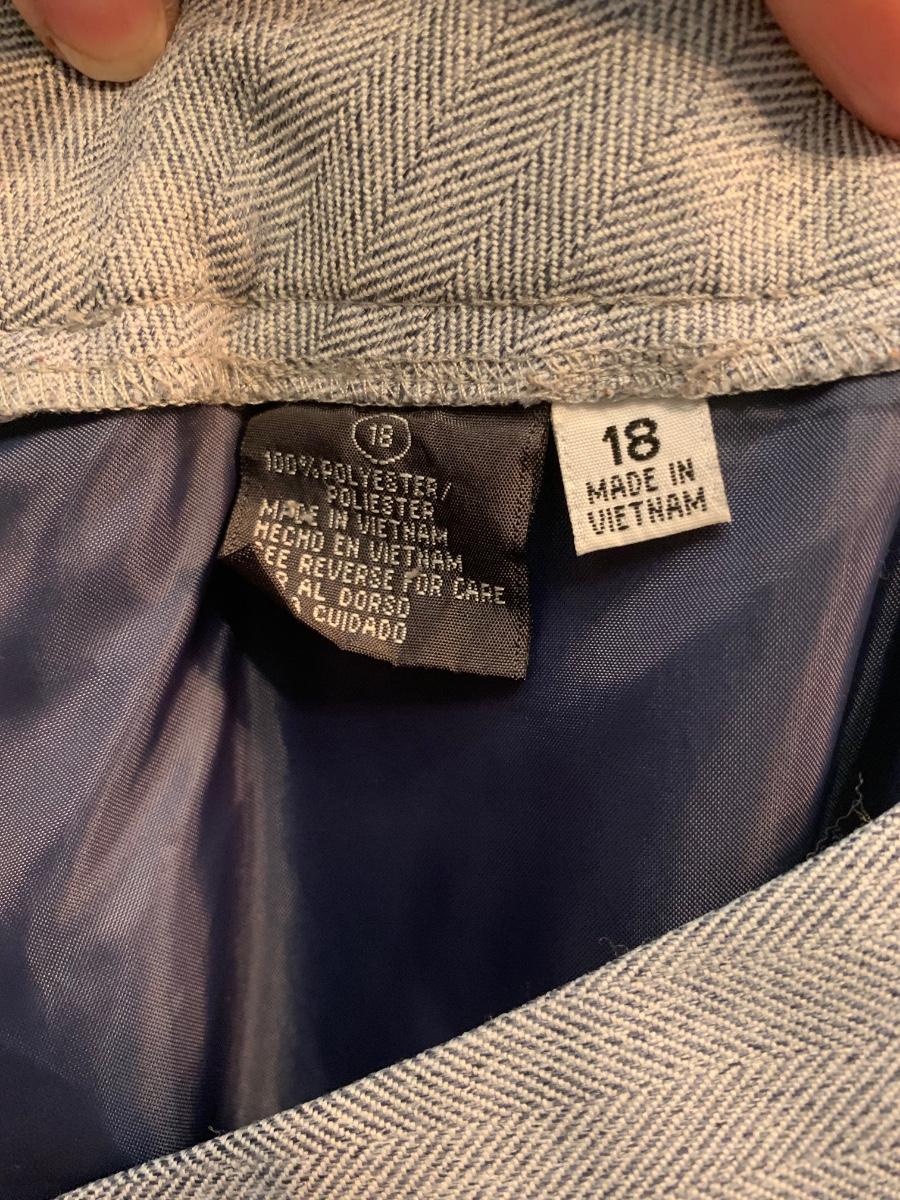 18
100% POLYESTER/
POLIESTER
MADE IN VIETNAM
HECHO EN VIETNAM
EE REVERSE FOR CARE
R AL DORSO
CUIDADO
18
MADE IN
VIETNAM